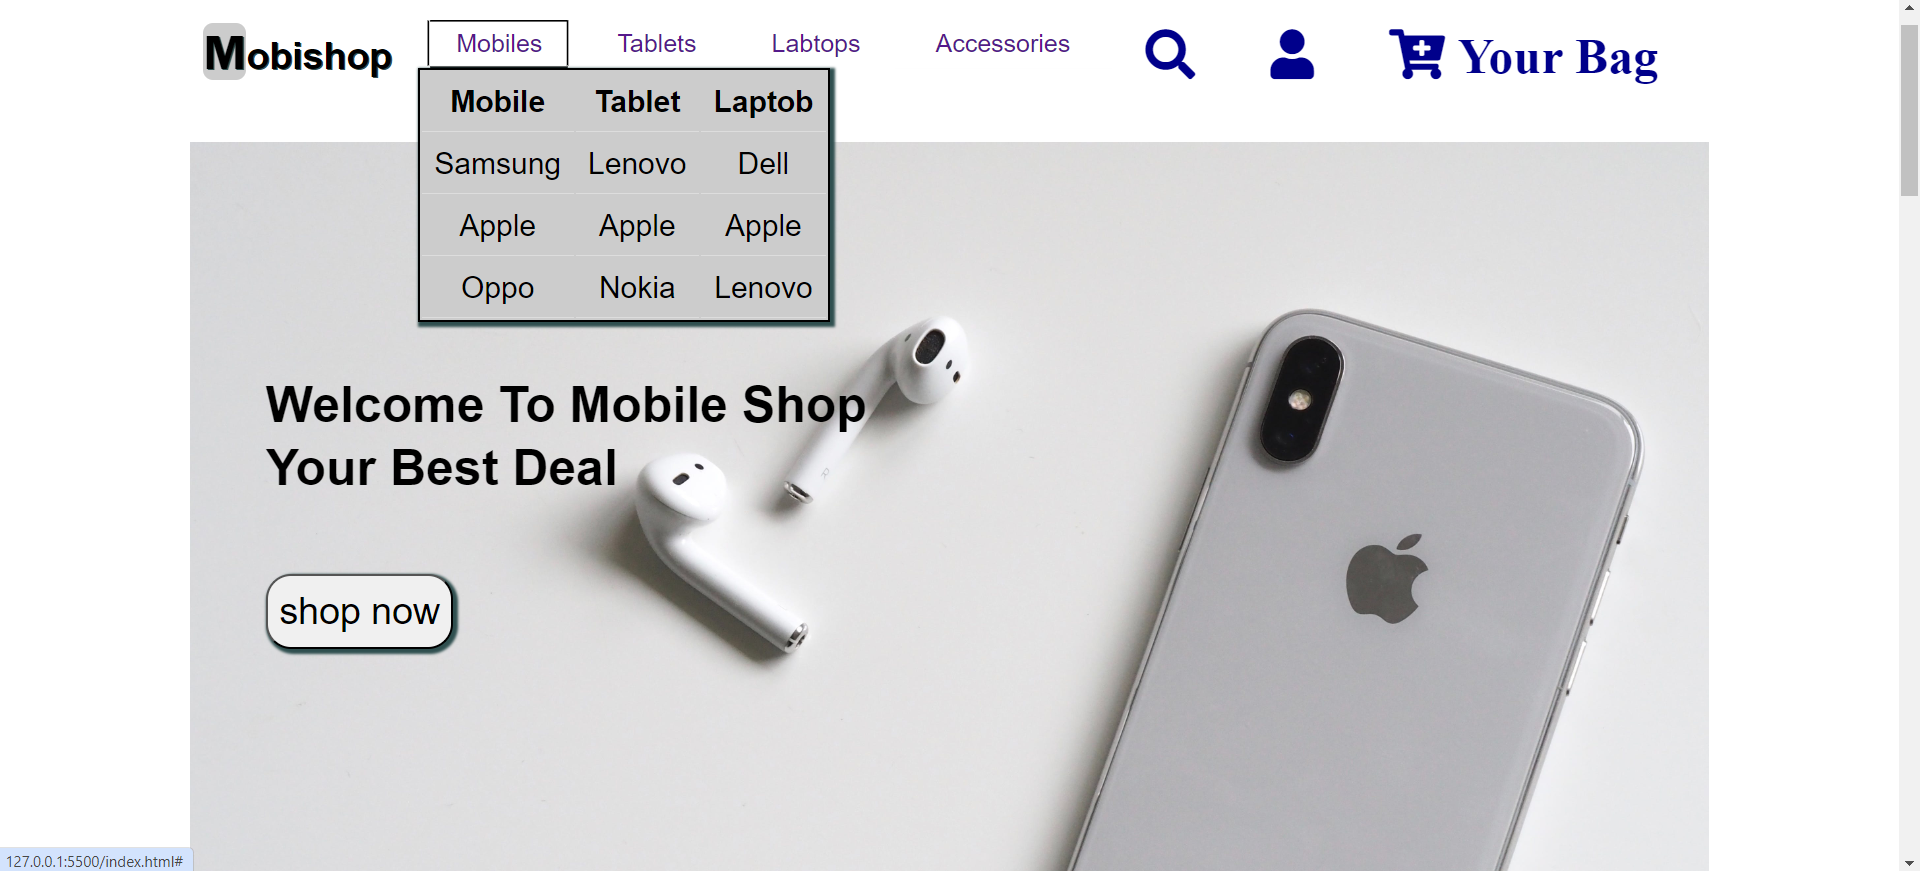 Mobishop Mobiles Tablets Labtops Accessories Your Bag
Mobile Tablet Laptob
Samsung Lenovo Dell
Apple Apple Apple
Oppo Nokia Lenovo
Welcome To Mobile Shop
Your Best Deal
R
shop now
127.0.0.1:5500/index.html#